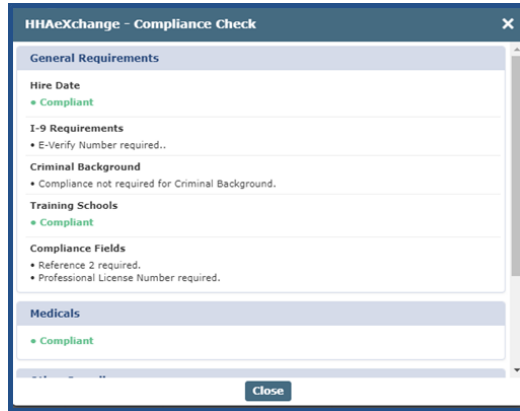 HHAeXchange - Compliance Check
General Requirements
Hire Date
• Compliant
I-9 Requirements
• E-Verify Number required..
Criminal Background
• Compliance not required for Criminal Background.
Training Schools
• Compliant
Compliance Fields
• Reference 2 required.
• Professional License Number required.
Medicals
• Compliant
Close